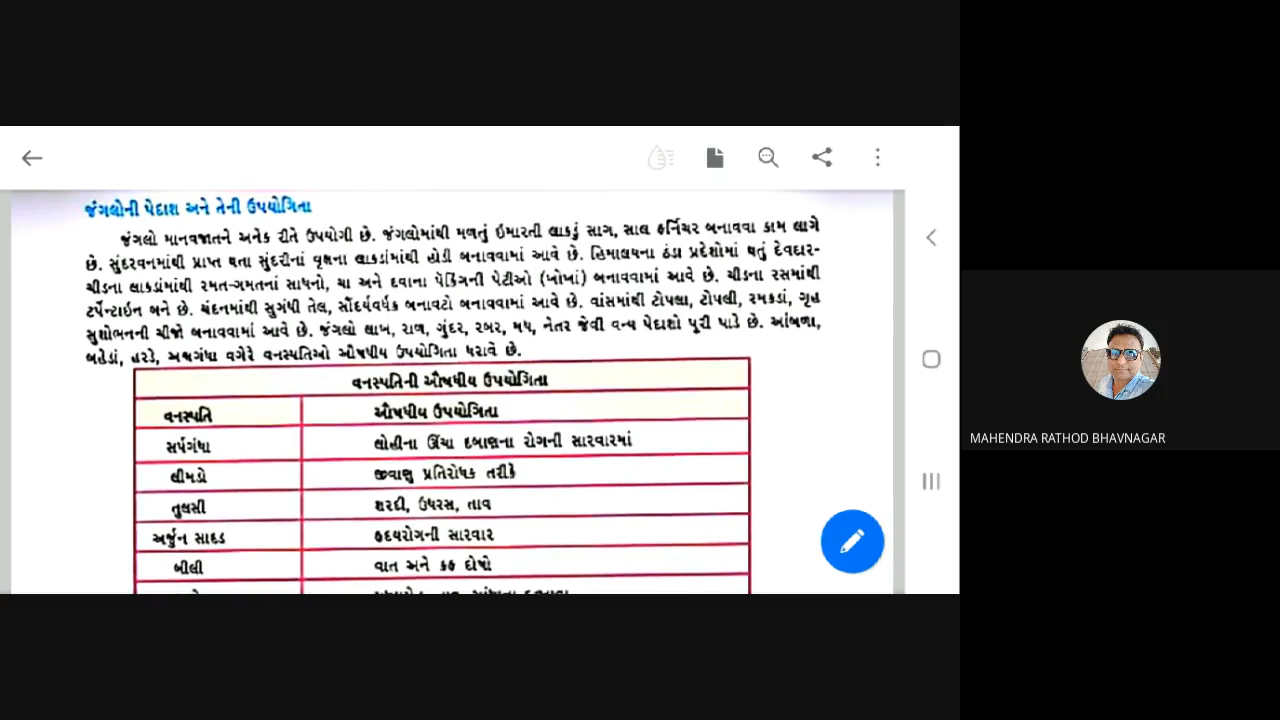 જંગલોની પેદાશ અને તેની ઉપયોગિતા
જંગલો માનવજાતને અનેક રીતે ઉપયોગી છે. જંગલોમાંથી મળતું ઇમારતી લાકડું સાગ, સાલ ફર્નિચર બનાવવા કામ લાગે
છે. સુંદરવનમાંથી પ્રાપ્ત થતા સુંદરીનાં વૃક્ષના લાકડાંમાંથી હોડી બનાવવામાં આવે છે. હિમાલયના ઠંડા પ્રદેશોમાં થતું દેવદાર-
ચીડના લાકડાંમાંથી રમત-ગમતનાં સાધનો, ચા અને દવાના પૅકિંગની પેટીઓ (ખોખાં) બનાવવામાં આવે છે. ચીડના રસમાંથી
ટર્પેન્ટાઇન બને છે. ચંદનમાંથી સુગંધી તેલ, સૌંદર્યવર્ધક બનાવટો બનાવવામાં આવે છે. વાંસમાંથી ટોપલા, ટોપલી, રમકડાં, ગૃહ
સુશોભનની ચીજો બનાવવામાં આવે છે. જંગલો લાખ, રાળ, ગુંદર, રબર, મધ, નેતર જેવી વન્ય પેદાશો પૂરી પાડે છે. આંબળા,
બહેડાં, હરડે, અશ્વગંધા વગેરે વનસ્પતિઓ ઔષધીય ઉપયોગિતા ધરાવે છે.
વનસ્પતિની ઔષધીય ઉપયોગિતા
વનસ્પતિ ઔષધીય ઉપયોગિતા
સર્પગંધા લોહીના ઊંચા દબાણના રોગની સારવારમાં
લીમડો જીવાણુ પ્રતિરોધક તરીકે
તુલસી શરદી, ઉધરસ, તાવ
અર્જુન સાદડ હૃદયરોગની સારવાર
બીલી વાત અને કફ દોષો
MAHENDRA RATHOD BHAVNAGAR